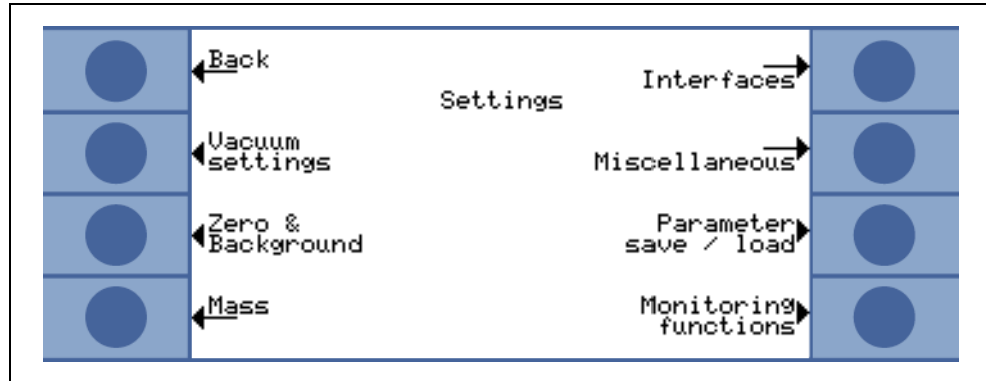 Back
Interfaces
Settings
Vacuum
settings
Miscellaneous
Zero &
Background
Parameter
save / load
Mass
Monitoring
functions